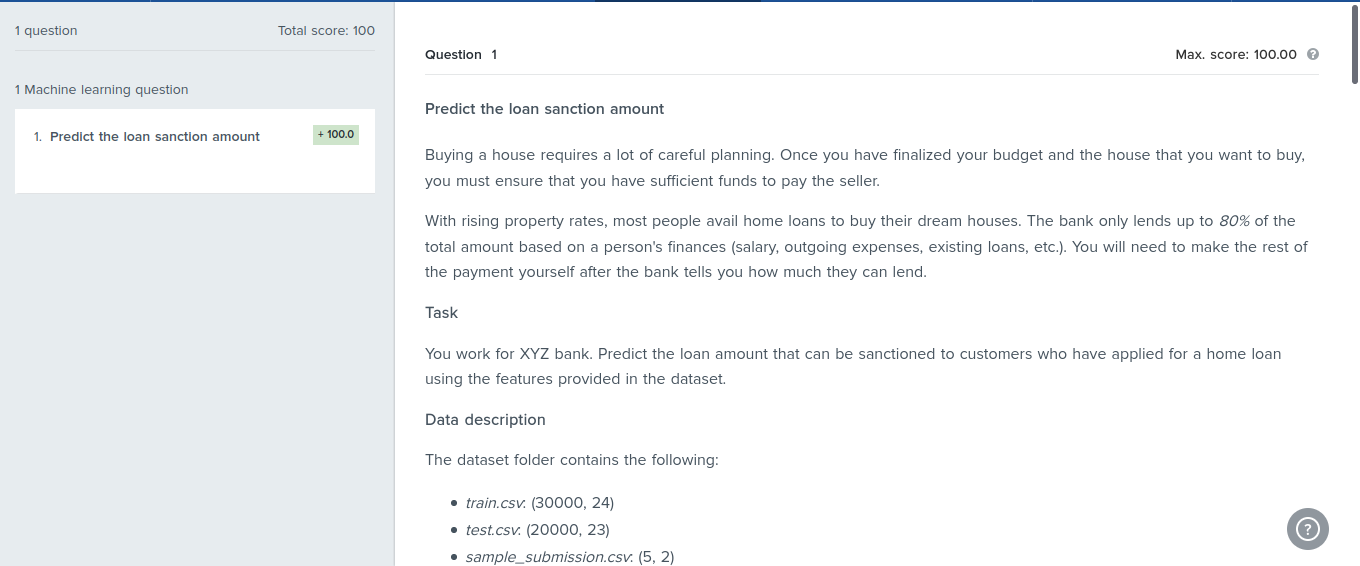 1 question
Total score: 100
1 Machine learning question
1. Predict the loan sanction amount
+ 100.0
Question 1
Max. score: 100.00 ?
Predict the loan sanction amount
Buying a house requires a lot of careful planning. Once you have finalized your budget and the house that you want to buy,
you must ensure that you have sufficient funds to pay the seller.
With rising property rates, most people avail home loans to buy their dream houses. The bank only lends up to 80% of the
total amount based on a person's finances (salary, outgoing expenses, existing loans, etc.). You will need to make the rest of
the payment yourself after the bank tells you how much they can lend.
Task
You work for XYZ bank. Predict the loan amount that can be sanctioned to customers who have applied for a home loan
using the features provided in the dataset.
Data description
The dataset folder contains the following:
• train.csv: (30000, 24)
• test.csv: (20000, 23)
• sample_submission.csv: (5, 2)
?